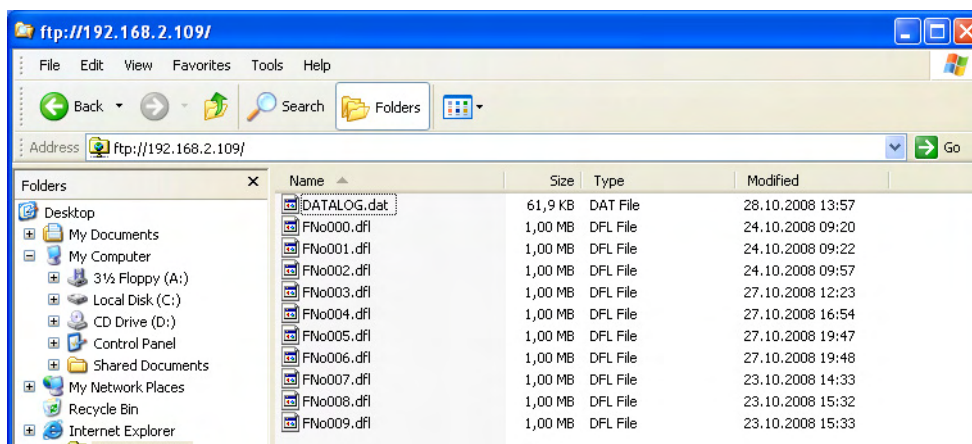 ftp://192.168.2.109/
File Edit View Favorites Tools Help
Back Search Folders
Address ftp://192.168.2.109/ Go
Folders x Name Size Type Modified
Desktop
My Documents
My Computer
3½ Floppy (A:)
Local Disk (C:)
CD Drive (D:)
Control Panel
Shared Documents
My Network Places
Recycle Bin
Internet Explorer
DATALOG.dat 61,9 KB DAT File 28.10.2008 13:57
FNo000.dfl 1,00 MB DFL File 24.10.2008 09:20
FNo001.dfl 1,00 MB DFL File 24.10.2008 09:22
FNo002.dfl 1,00 MB DFL File 24.10.2008 09:57
FNo003.dfl 1,00 MB DFL File 27.10.2008 12:23
FNo004.dfl 1,00 MB DFL File 27.10.2008 16:54
FNo005.dfl 1,00 MB DFL File 27.10.2008 19:47
FNo006.dfl 1,00 MB DFL File 27.10.2008 19:48
FNo007.dfl 1,00 MB DFL File 23.10.2008 14:33
FNo008.dfl 1,00 MB DFL File 23.10.2008 15:32
FNo009.dfl 1,00 MB DFL File 23.10.2008 15:33